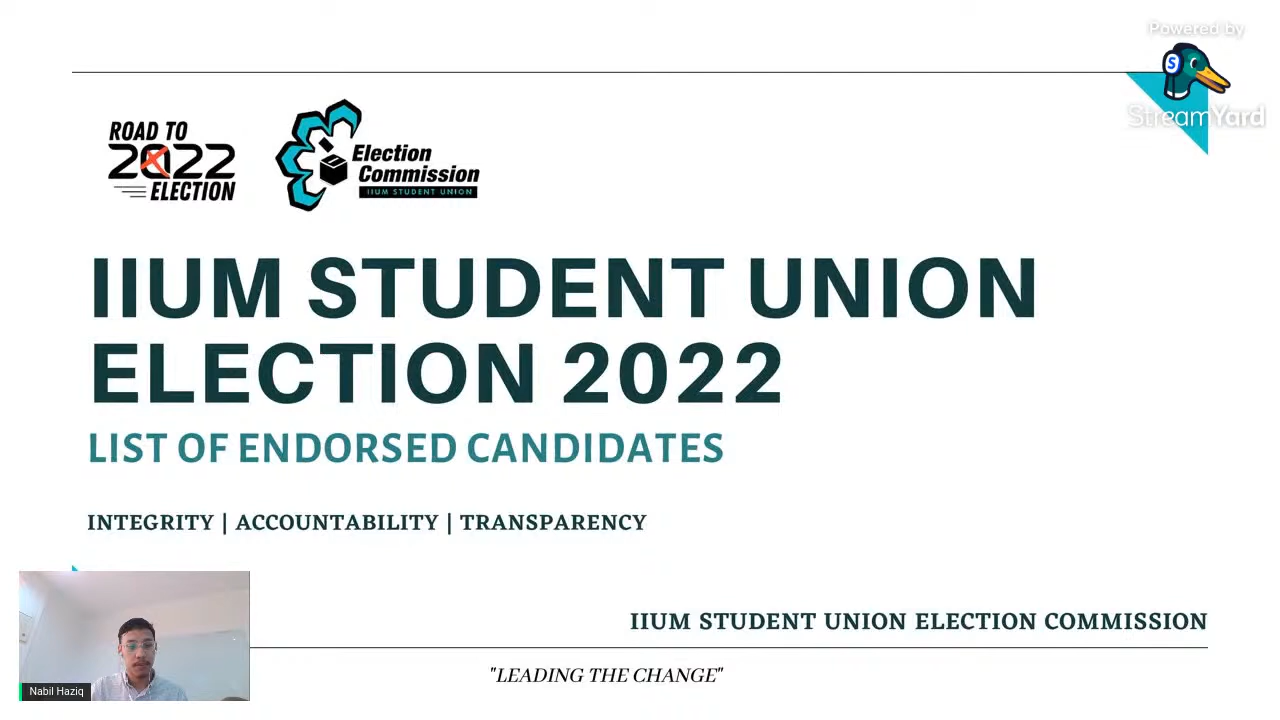 Powered by
StreamYard
ROAD TO
2022
ELECTION
Election
Commission
IIUM STUDENT UNION
IIUM STUDENT UNION
ELECTION 2022
LIST OF ENDORSED CANDIDATES
INTEGRITY | ACCOUNTABILITY | TRANSPARENCY
IIUM STUDENT UNION ELECTION COMMISSION
Nabil Haziq
"LEADING THE CHANGE"